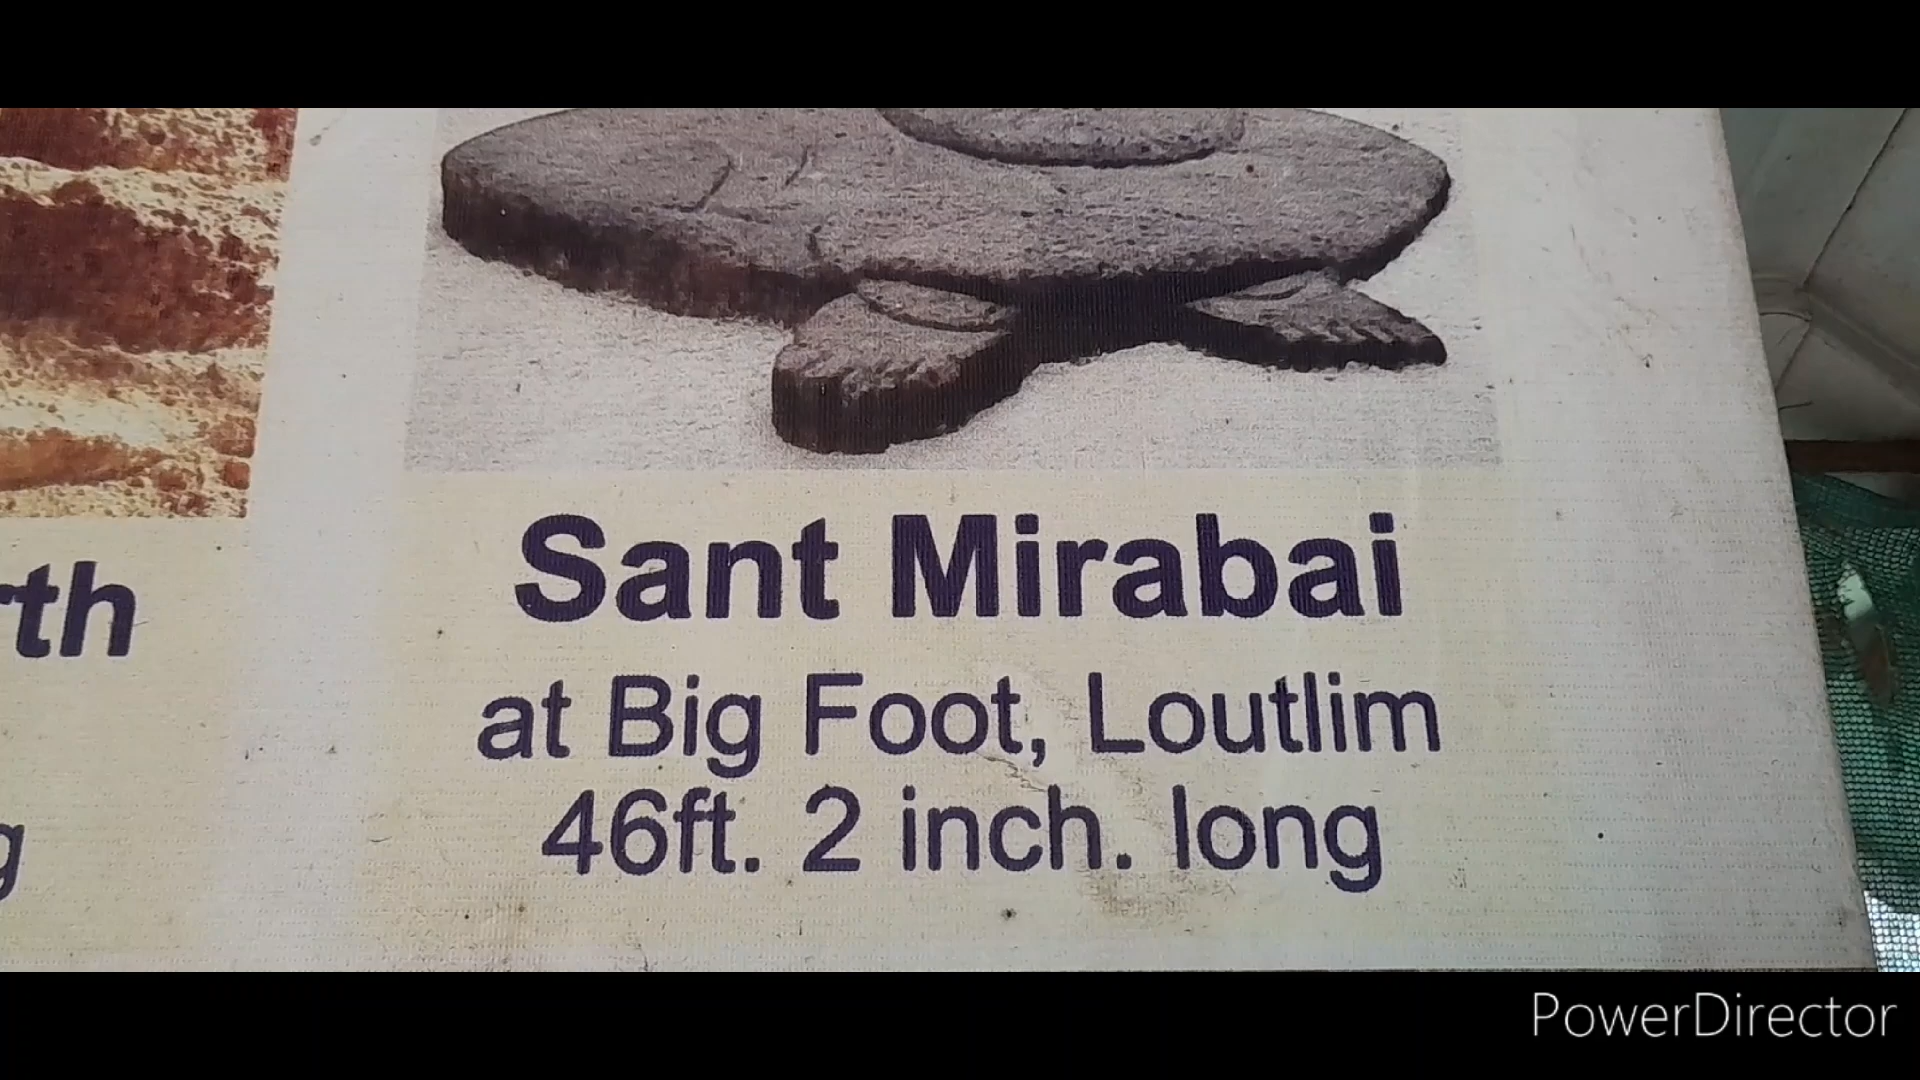 Sant Mirabai
at Big Foot, Loutlim
46ft. 2 inch. long
rth
g
PowerDirector